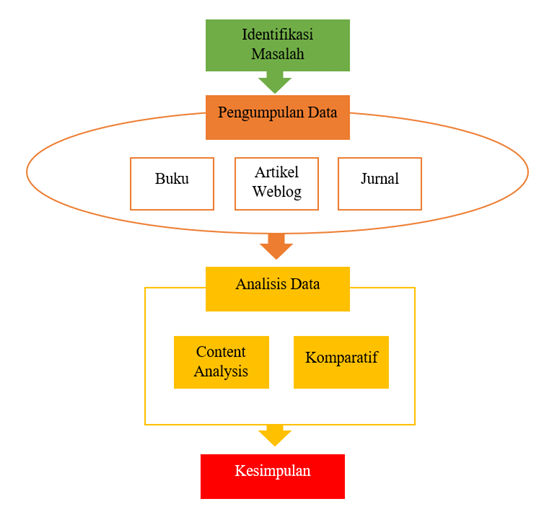 Identifikasi
Masalah
Pengumpulan Data
Buku
Artikel
Weblog
Jurnal
Analisis Data
Content
Analysis
Komparatif
Kesimpulan